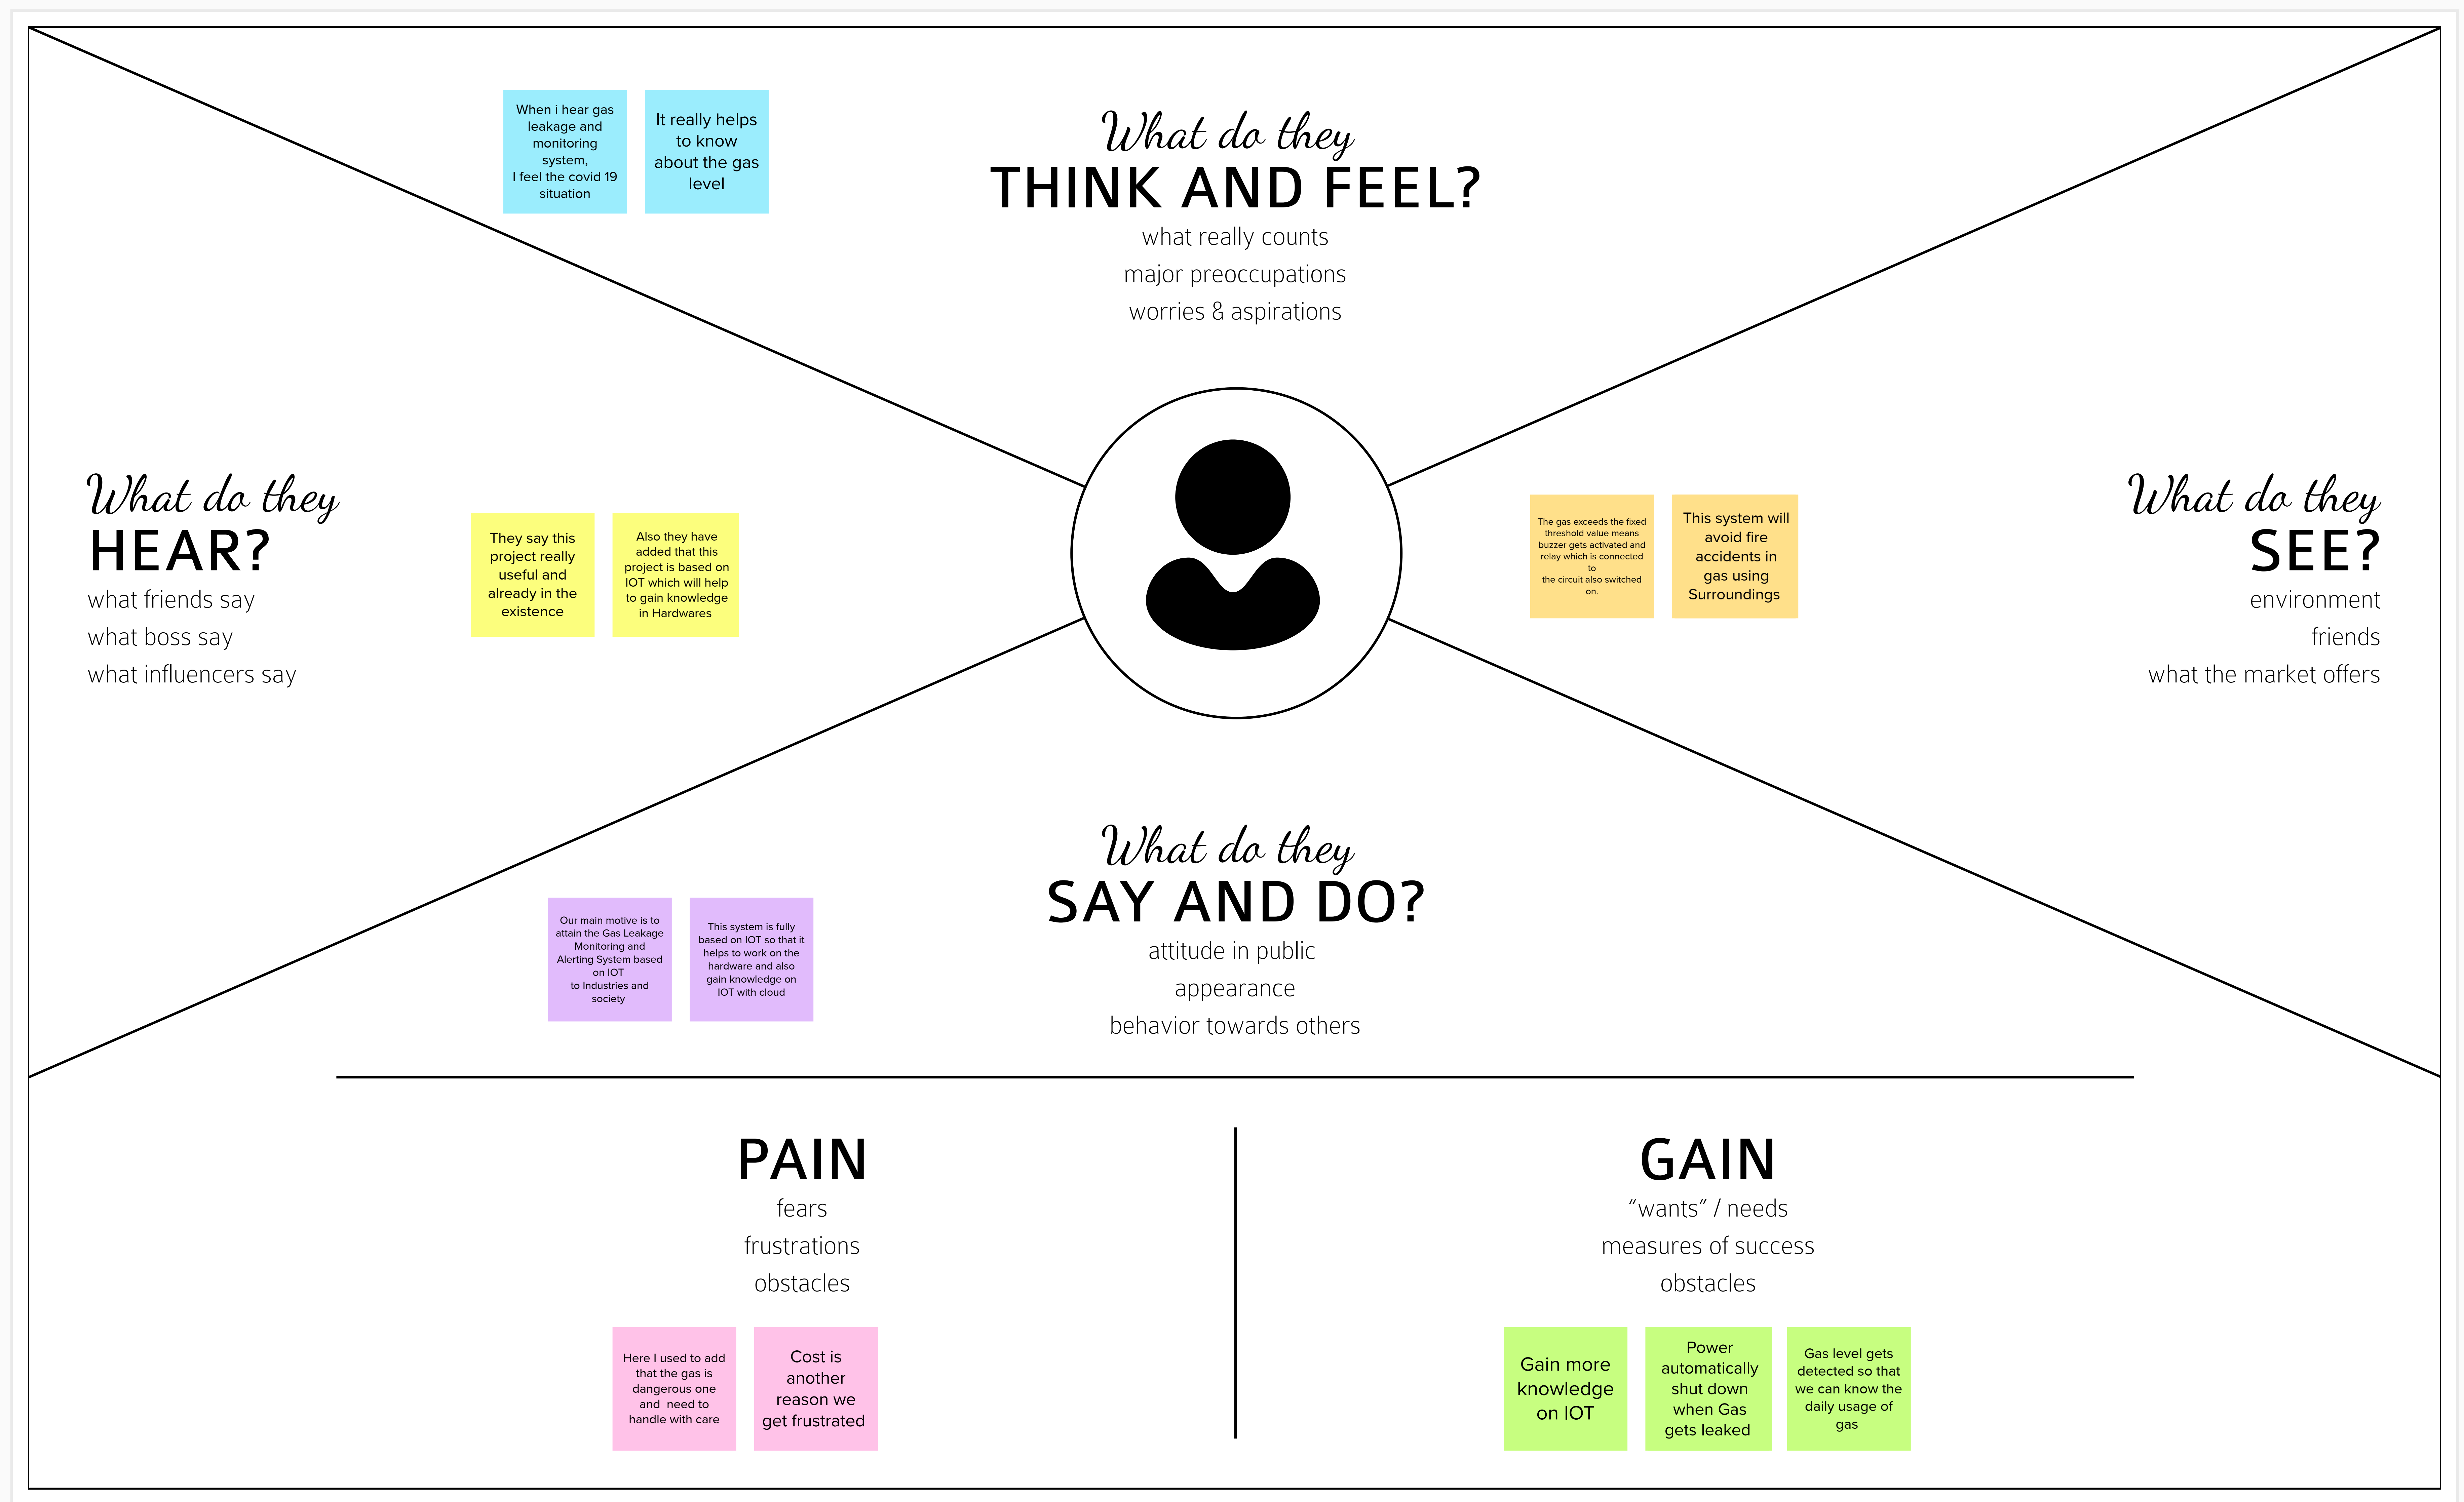 When i hear gas
leakage and
monitoring
system,
I feel the covid 19
situation
It really helps
to know
about the gas
level
What do they
THINK AND FEEL?
what really counts
major preoccupations
worries & aspirations
What do they
HEAR?
what friends say
what boss say
what influencers say
They say this
project really
useful and
already in the
existence
Also they have
added that this
project is based on
IOT which will help
to gain knowledge
in Hardwares
The gas exceeds the fixed
threshold value means
buzzer gets activated and
relay which is connected
to
the circuit also switched
on.
This system will
avoid fire
accidents in
gas using
Surroundings
What do they
SEE?
environment
friends
what the market offers
What do they
SAY AND DO?
attitude in public
appearance
behavior towards others
Our main motive is to
attain the Gas Leakage
Monitoring and
Alerting System based
on IOT
to Industries and
society
This system is fully
based on IOT so that it
helps to work on the
hardware and also
gain knowledge on
IOT with cloud
PAIN
fears
frustrations
obstacles
Here I used to add
that the gas is
dangerous one
and need to
handle with care
Cost is
another
reason we
get frustrated
GAIN
“wants” / needs
measures of success
obstacles
Gain more
knowledge
on IOT
Power
automatically
shut down
when Gas
gets leaked
Gas level gets
detected so that
we can know the
daily usage of
gas